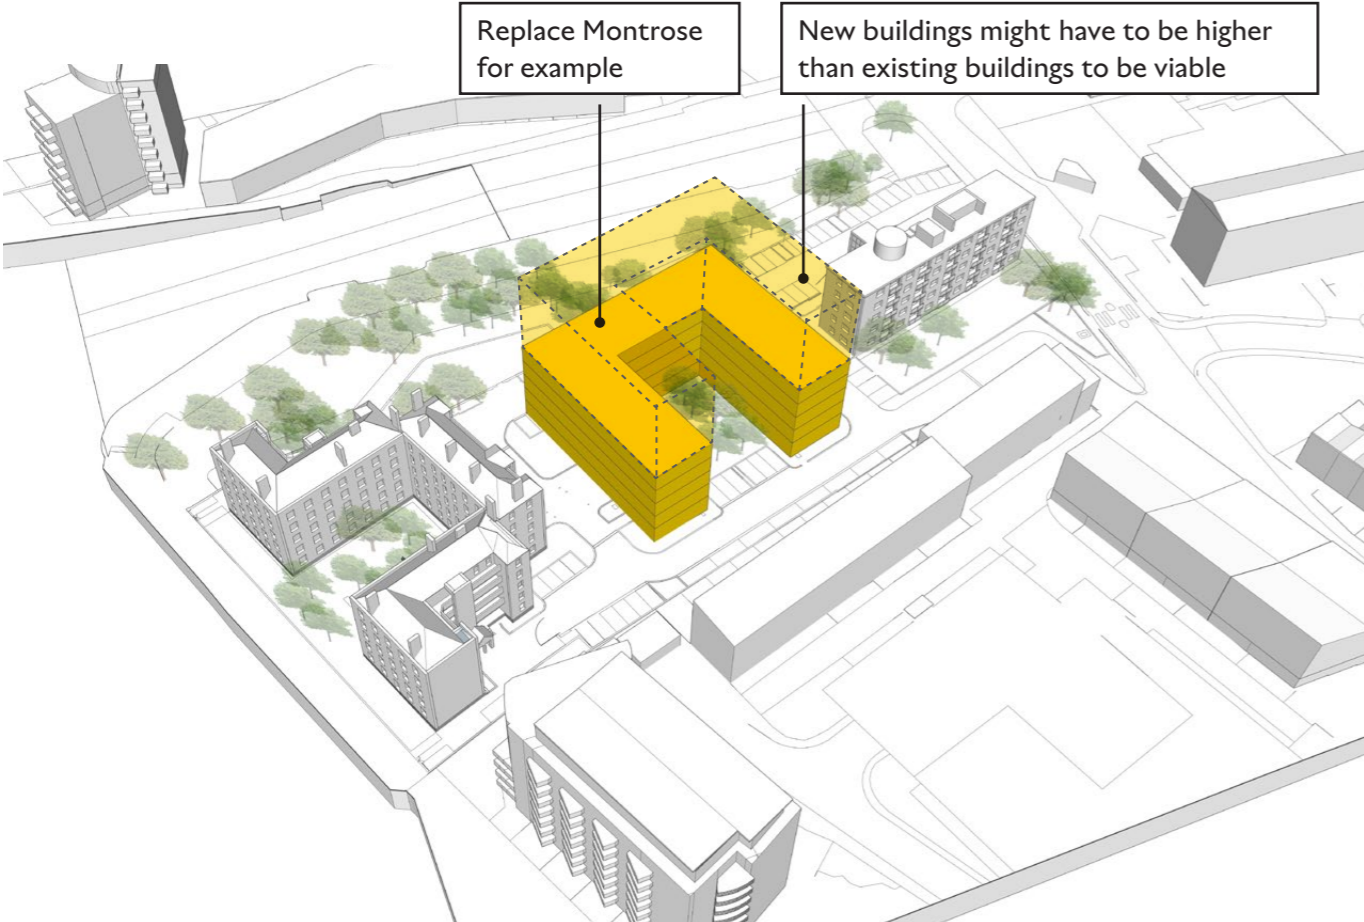 Replace Montrose
for example
New buildings might have to be higher
than existing buildings to be viable